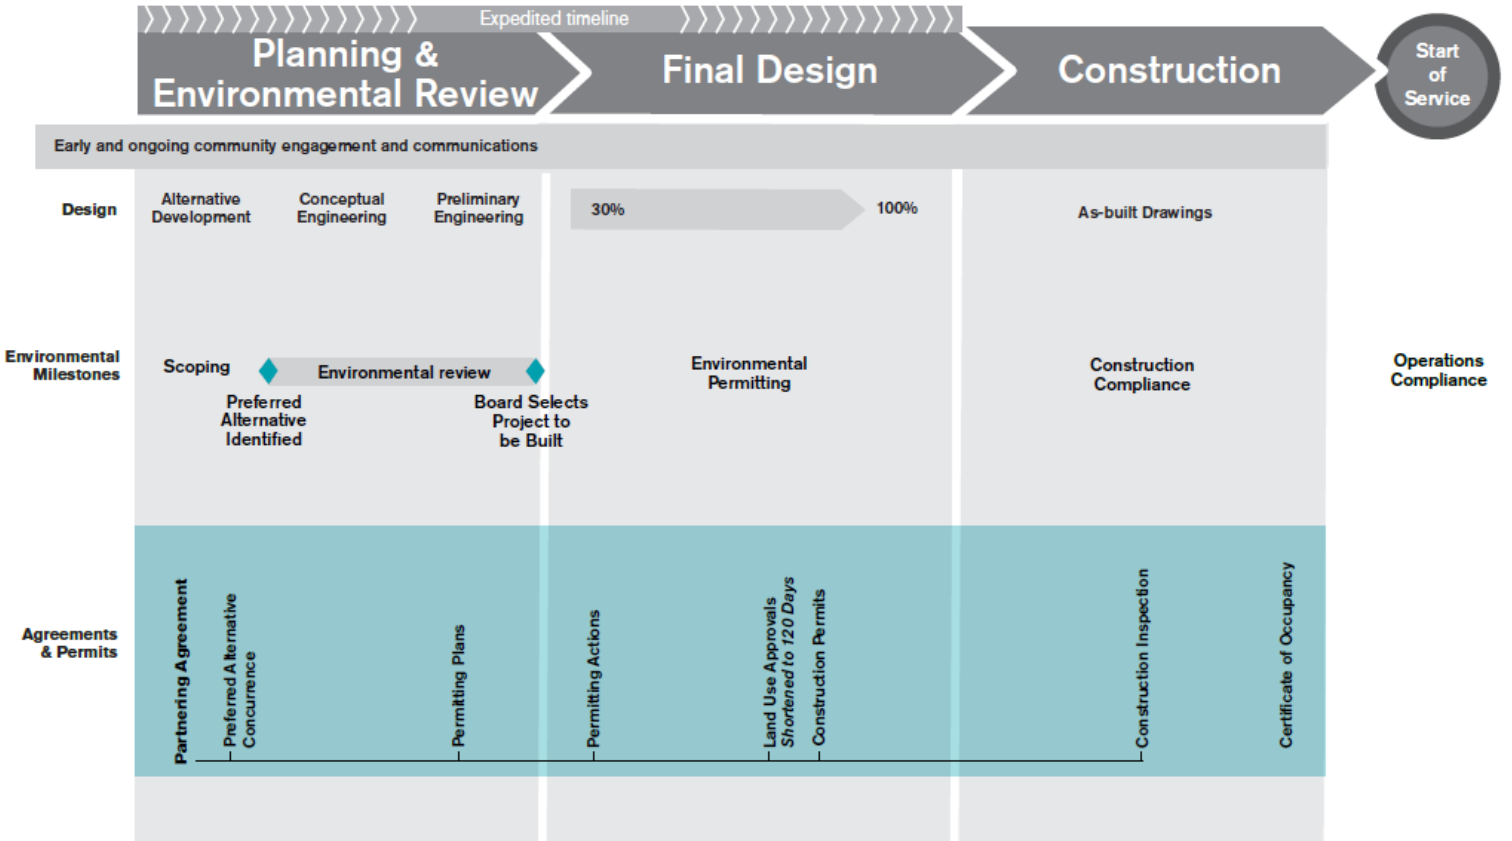 Expedited timeline
Planning &
Environmental Review
Final Design
Construction
Start
of
Service
Early and ongoing community engagement and communications
Design
Alternative
Development
Conceptual
Engineering
Preliminary
Engineering
30%
100%
As-built Drawings
Environmental
Milestones
Scoping
Environmental review
Preferred
Alternative
Identified
Board Selects
Project to
be Built
Environmental
Permitting
Construction
Compliance
Operations
Compliance
Agreements
& Permits
Partnering Agreement
Preferred Alternative
Concurrence
Permitting Plans
Permitting Actions
Land Use Approvals
Shortened to 120 Days
Construction Permits
Construction Inspection
Certificate of Occupancy